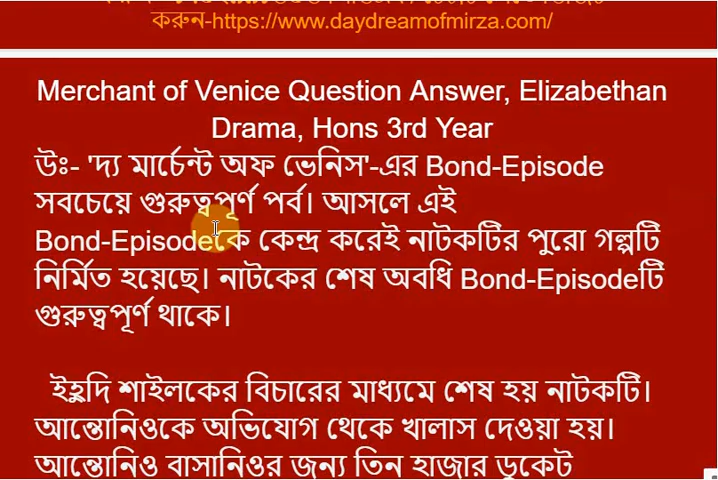 করুন-https://www.daydreamofmirza.com/
Merchant of Venice Question Answer, Elizabethan
Drama, Hons 3rd Year
উঃ- 'দ্য মার্চেন্ট অফ ভেনিস'-এর Bond-Episode
সবচেয়ে গুরুত্বপূর্ণ পর্ব। আসলে এই
Bond-Episodeকে কেন্দ্র করেই নাটকটির পুরো গল্পটি
নির্মিত হয়েছে। নাটকের শেষ অবধি Bond-Episodeটি
গুরুত্বপূর্ণ থাকে।
ইহুদি শাইলকের বিচারের মাধ্যমে শেষ হয় নাটকটি।
আন্তোনিওকে অভিযোগ থেকে খালাস দেওয়া হয়।
আন্তোনিও বাসানিওর জন্য তিন হাজার ডুকেট